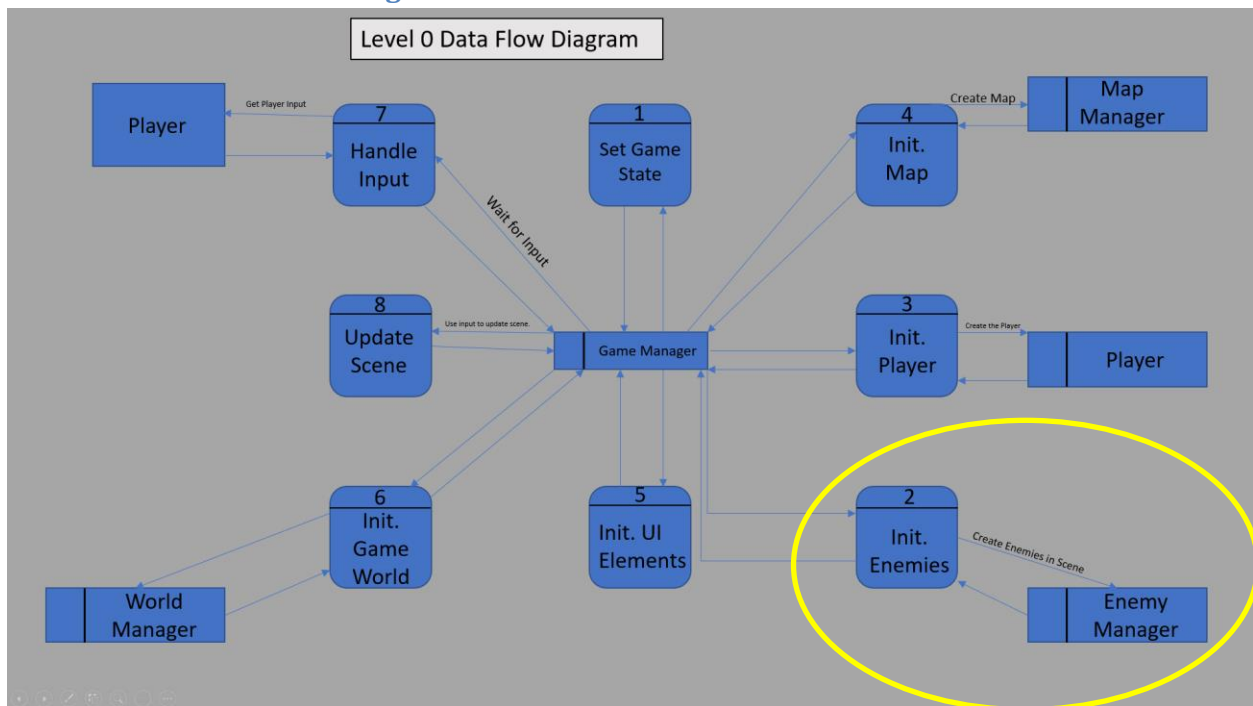 Level 0 Data Flow Diagram
Player
Get Player Input
7
Handle
Input
1
Set Game
State
4
Init.
Map
Create Map
Map
Manager
Wait for Input
8
Update
Scene
Use input to update scene.
Game Manager
3
Init.
Player
Create the Player
Player
6
Init.
Game
World
World
Manager
5
Init. UI
Elements
2
Init.
Enemies
Create Enemies in Scene
Enemy
Manager